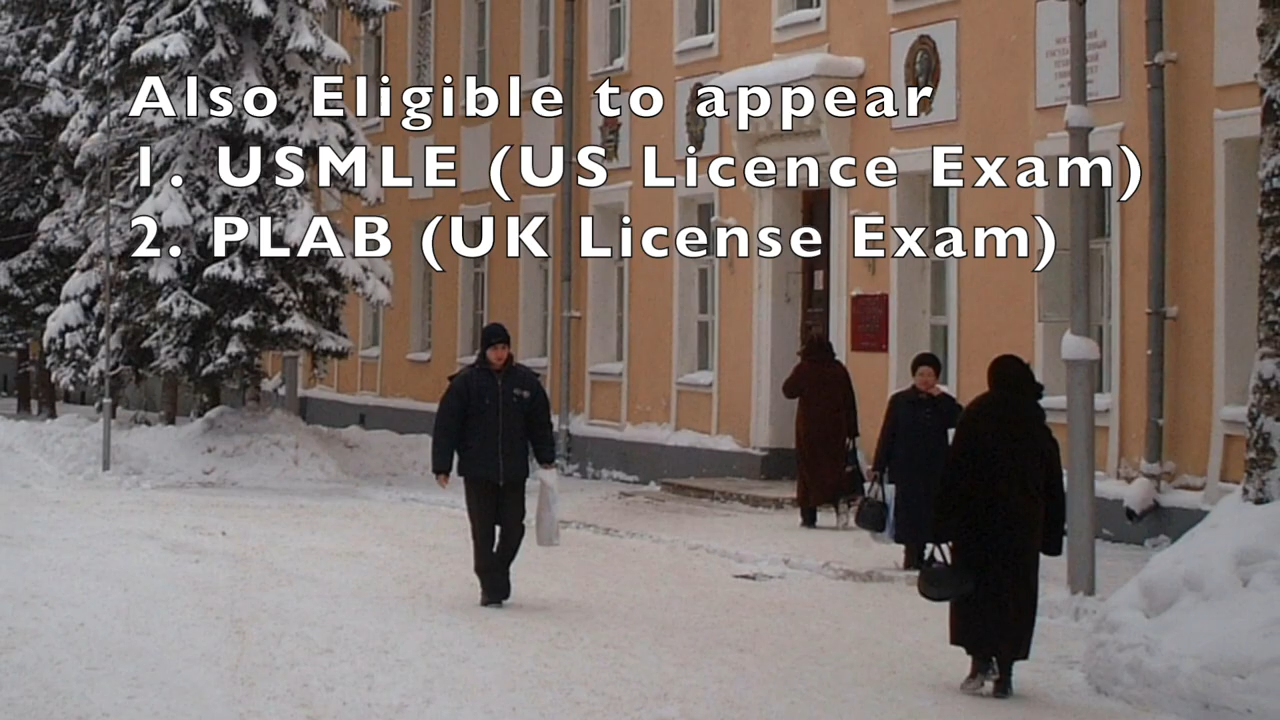 Also Eligible to appear
1. USMLE (US Licence Exam)
2. PLAB (UK License Exam)